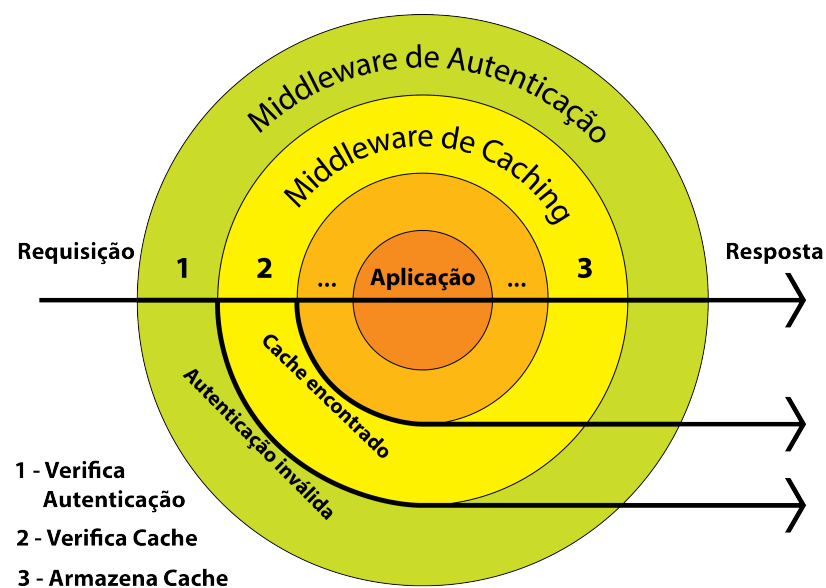 Middleware de Autenticação
Middleware de Caching
Requisição
1
2
...
Aplicação
...
3
Resposta
Cache encontrado
Autenticação inválida
1 - Verifica
Autenticação
2 - Verifica Cache
3 - Armazena Cache